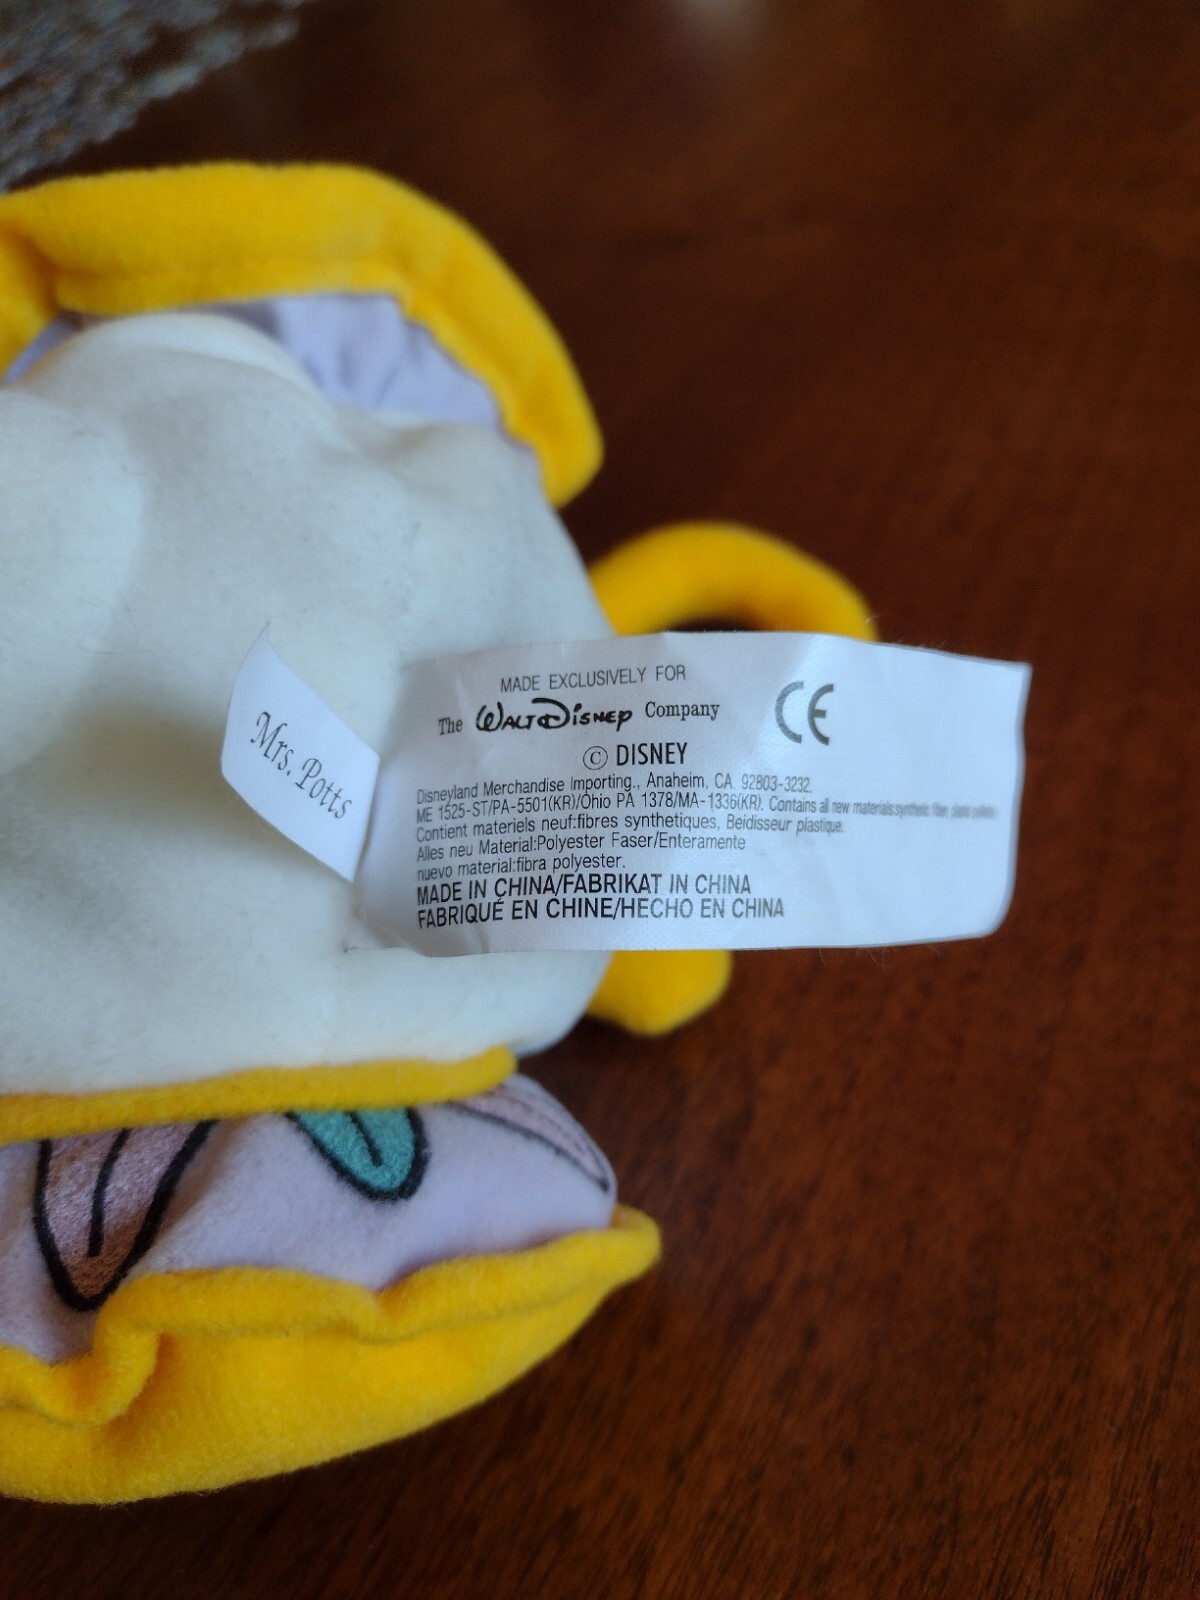 Mrs. Potts
MADE EXCLUSIVELY FOR
The WALT DISNEP Company
CE
© DISNEY
Disneyland Merchandise Importing., Anaheim, CA. 92803-3232.
ME 1525-ST/PA-5501(KR)/Ohio PA 1378/MA-1336(KR). Contains all new materials:synthetic fiber, plastic pellets
Contient materiels neuf:fibres synthetiques, Beidisseur plastique.
Alles neu Material:Polyester Faser/Enteramente
nuevo material:fibra polyester.
MADE IN CHINA/FABRIKAT IN CHINA
FABRIQUÉ EN CHINE/HECHO EN CHINA